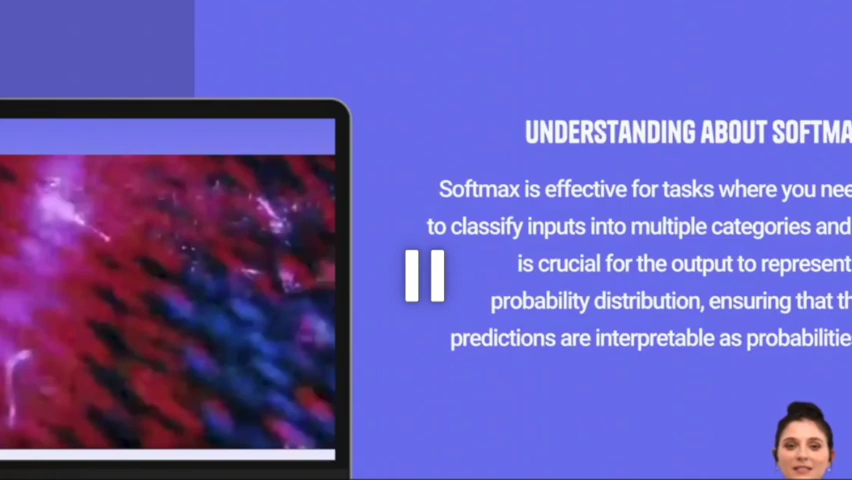 UNDERSTANDING ABOUT SOFTMA
Softmax is effective for tasks where you nee
to classify inputs into multiple categories and
is crucial for the output to represent
probability distribution, ensuring that th
predictions are interpretable as probabilitie